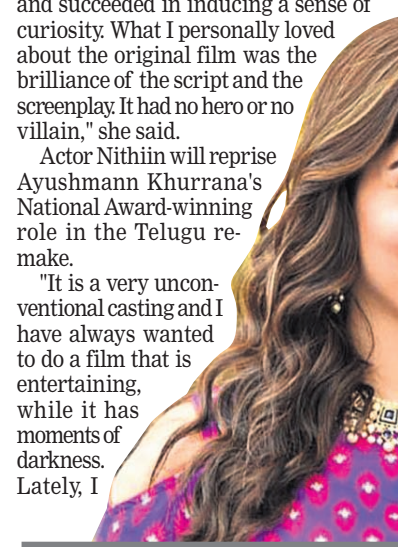 and succeeded in inducing a sense of
curiosity. What I personally loved
about the original film was the
brilliance of the script and the
screenplay. It had no hero or no
villain," she said.
Actor Nithiin will reprise
Ayushmann Khurrana's
National Award-winning
role in the Telugu re-
make.
"It is a very uncon-
ventional casting and I
have always wanted
to do a film that is
entertaining,
while it has
moments of
darkness.
Lately, I